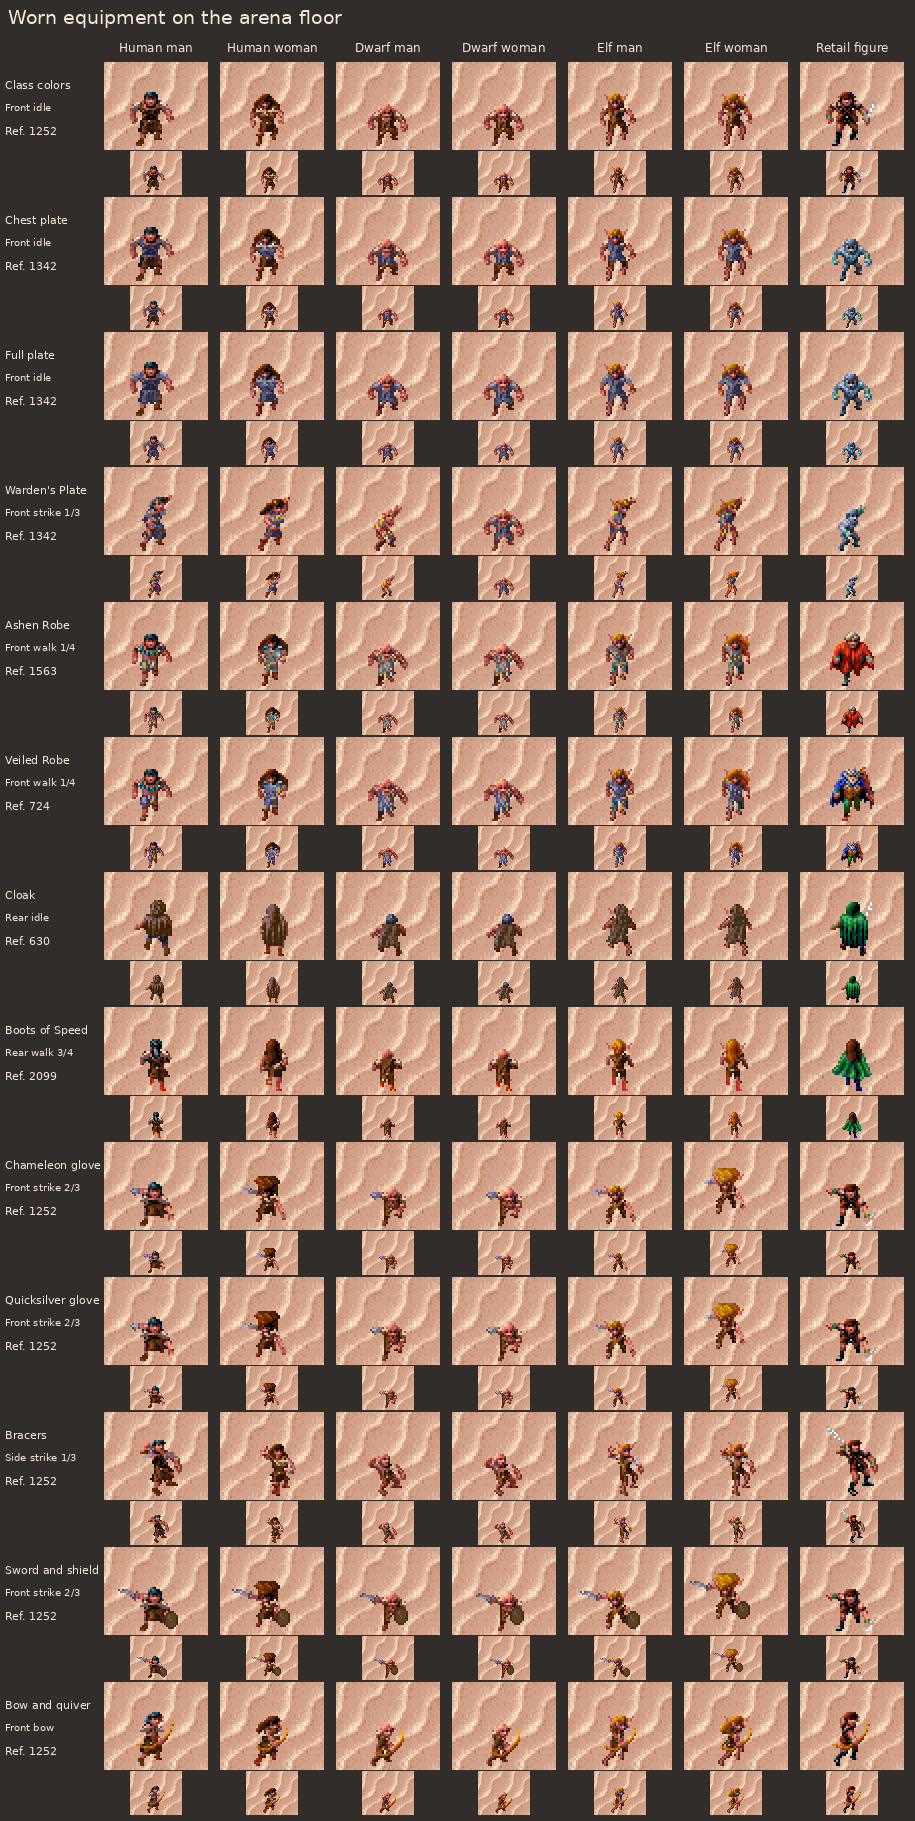 Worn equipment on the arena floor
Human man Human woman Dwarf man Dwarf woman Elf man Elf woman Retail figure
Class colors
Front idle
Ref. 1252
Chest plate
Front idle
Ref. 1342
Full plate
Front idle
Ref. 1342
Warden's Plate
Front strike 1/3
Ref. 1342
Ashen Robe
Front walk 1/4
Ref. 1563
Veiled Robe
Front walk 1/4
Ref. 724
Cloak
Rear idle
Ref. 630
Boots of Speed
Rear walk 3/4
Ref. 2099
Chameleon glove
Front strike 2/3
Ref. 1252
Quicksilver glove
Front strike 2/3
Ref. 1252
Bracers
Side strike 1/3
Ref. 1252
Sword and shield
Front strike 2/3
Ref. 1252
Bow and quiver
Front bow
Ref. 1252